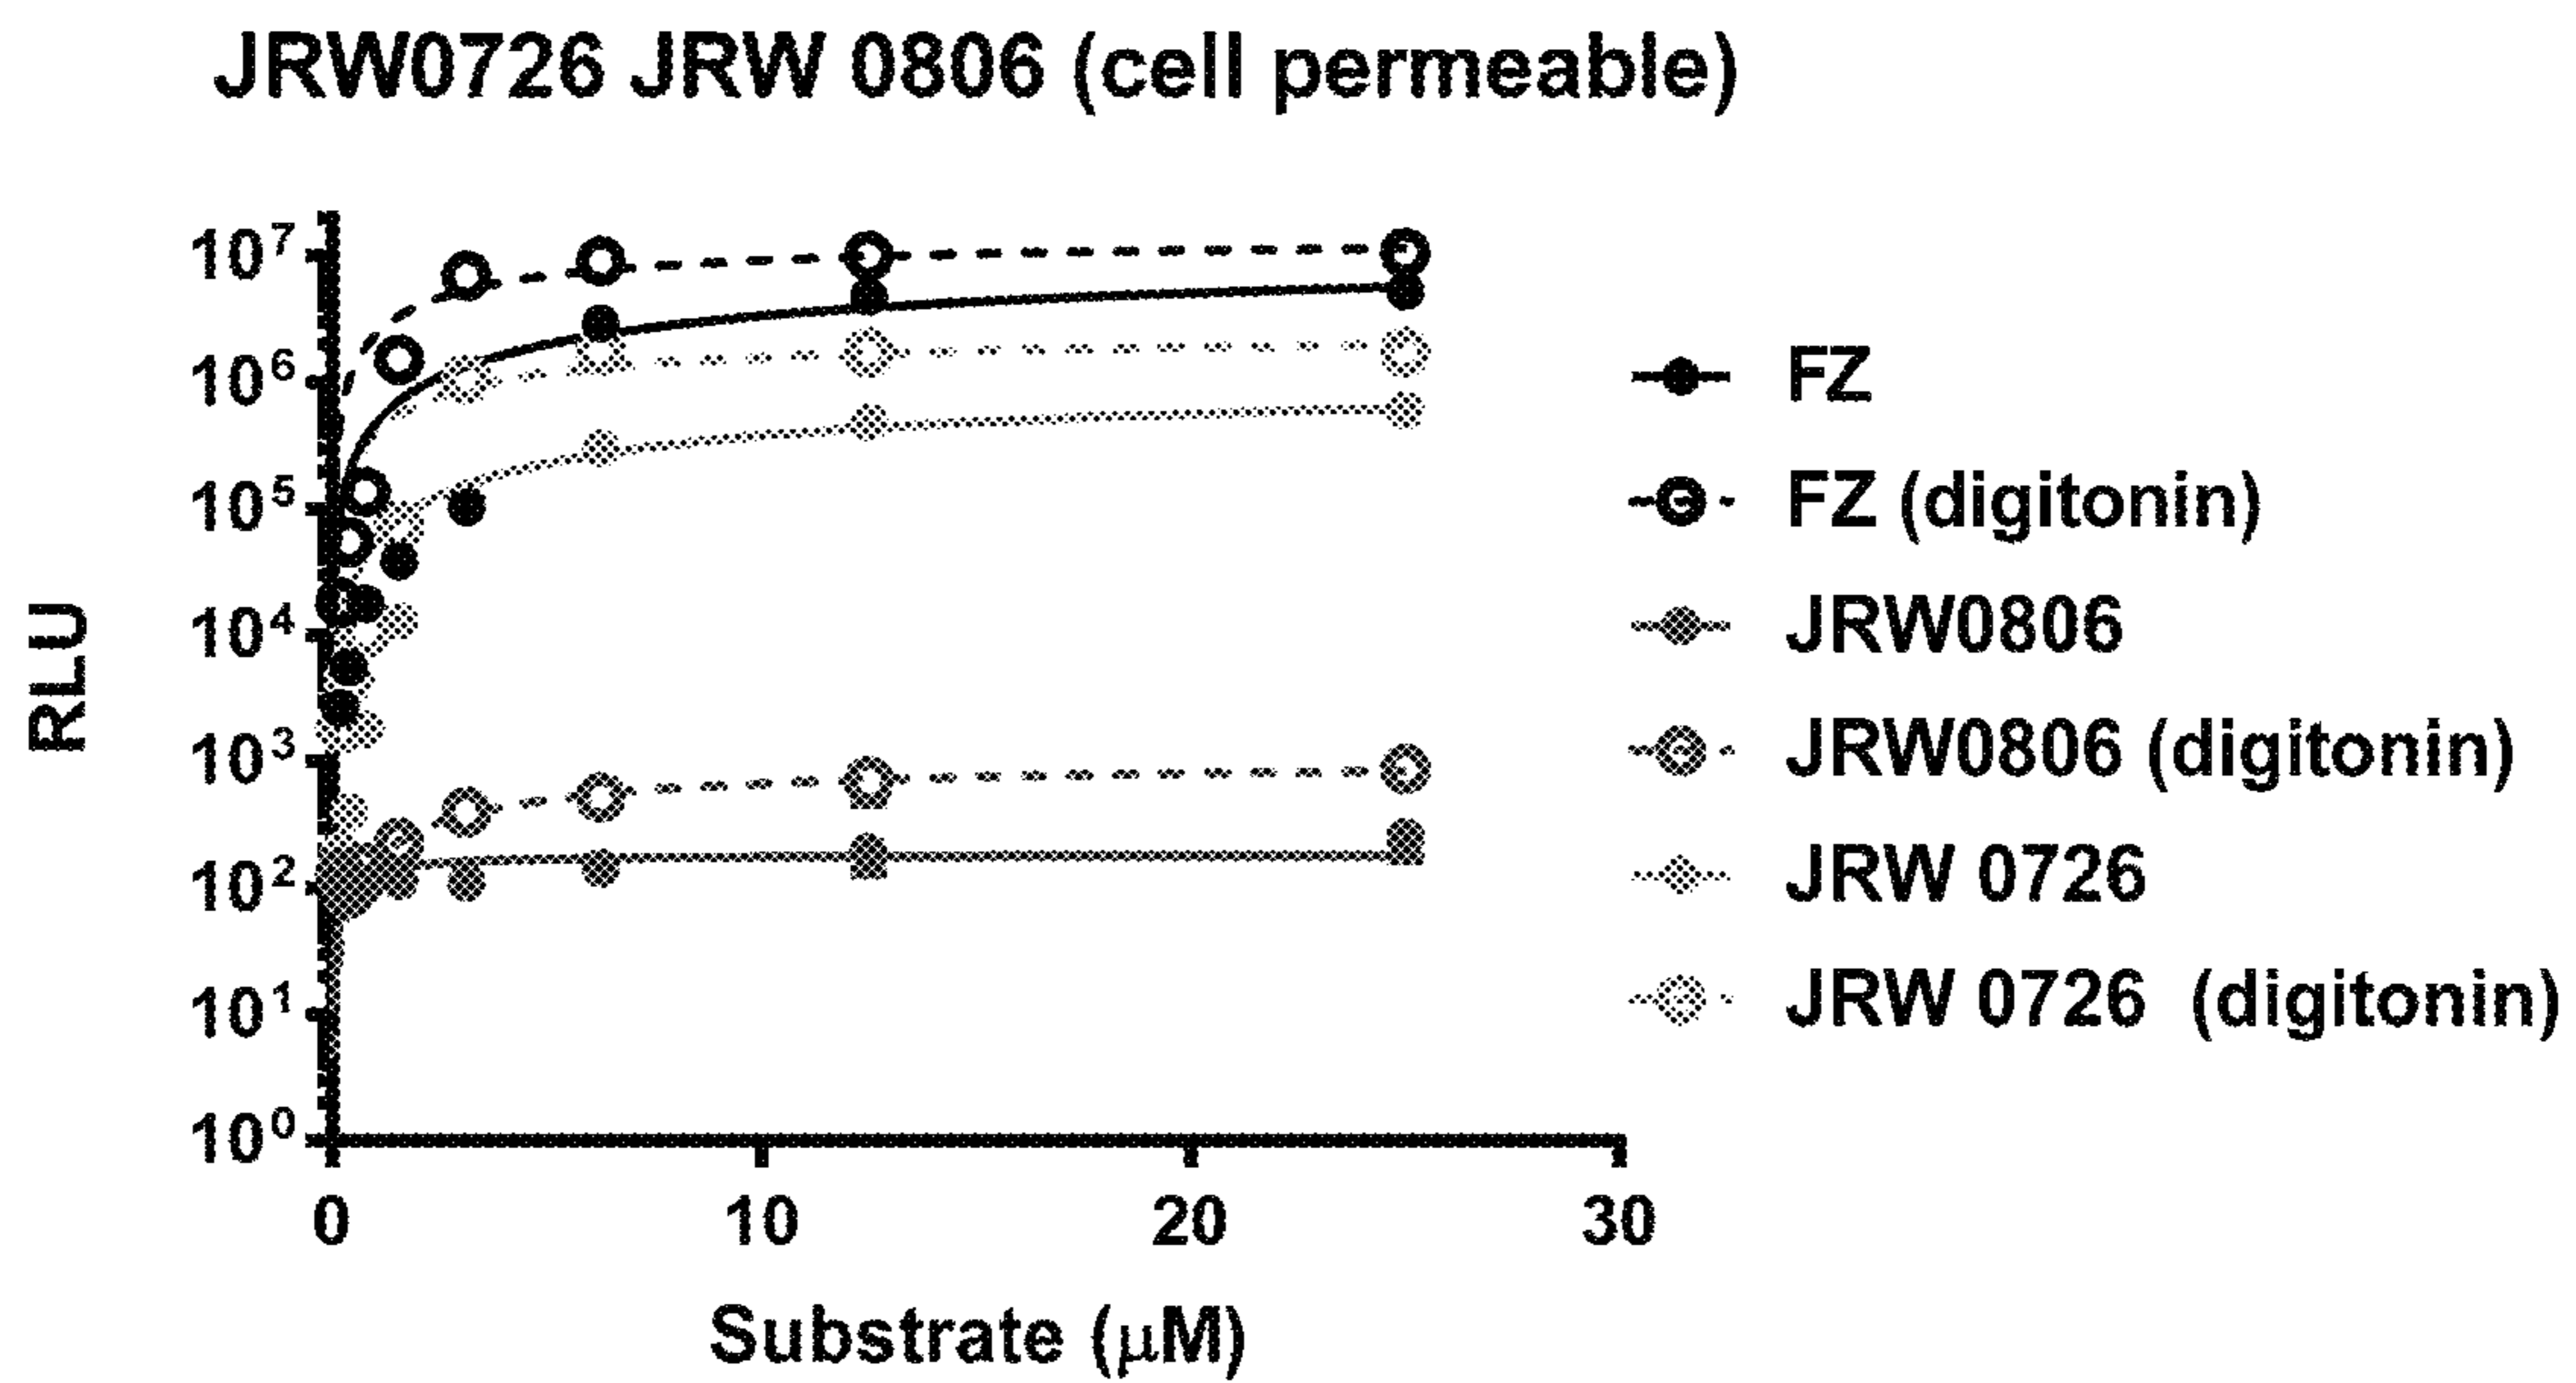 JRW0726 JRW 0806 (cell permeable)
10⁷
10⁶
10⁵
10⁴
10³
10²
10¹
10⁰
RLU
0 10 20 30
Substrate (μM)
FZ
FZ (digitonin)
JRW0806
JRW0806 (digitonin)
JRW 0726
JRW 0726 (digitonin)